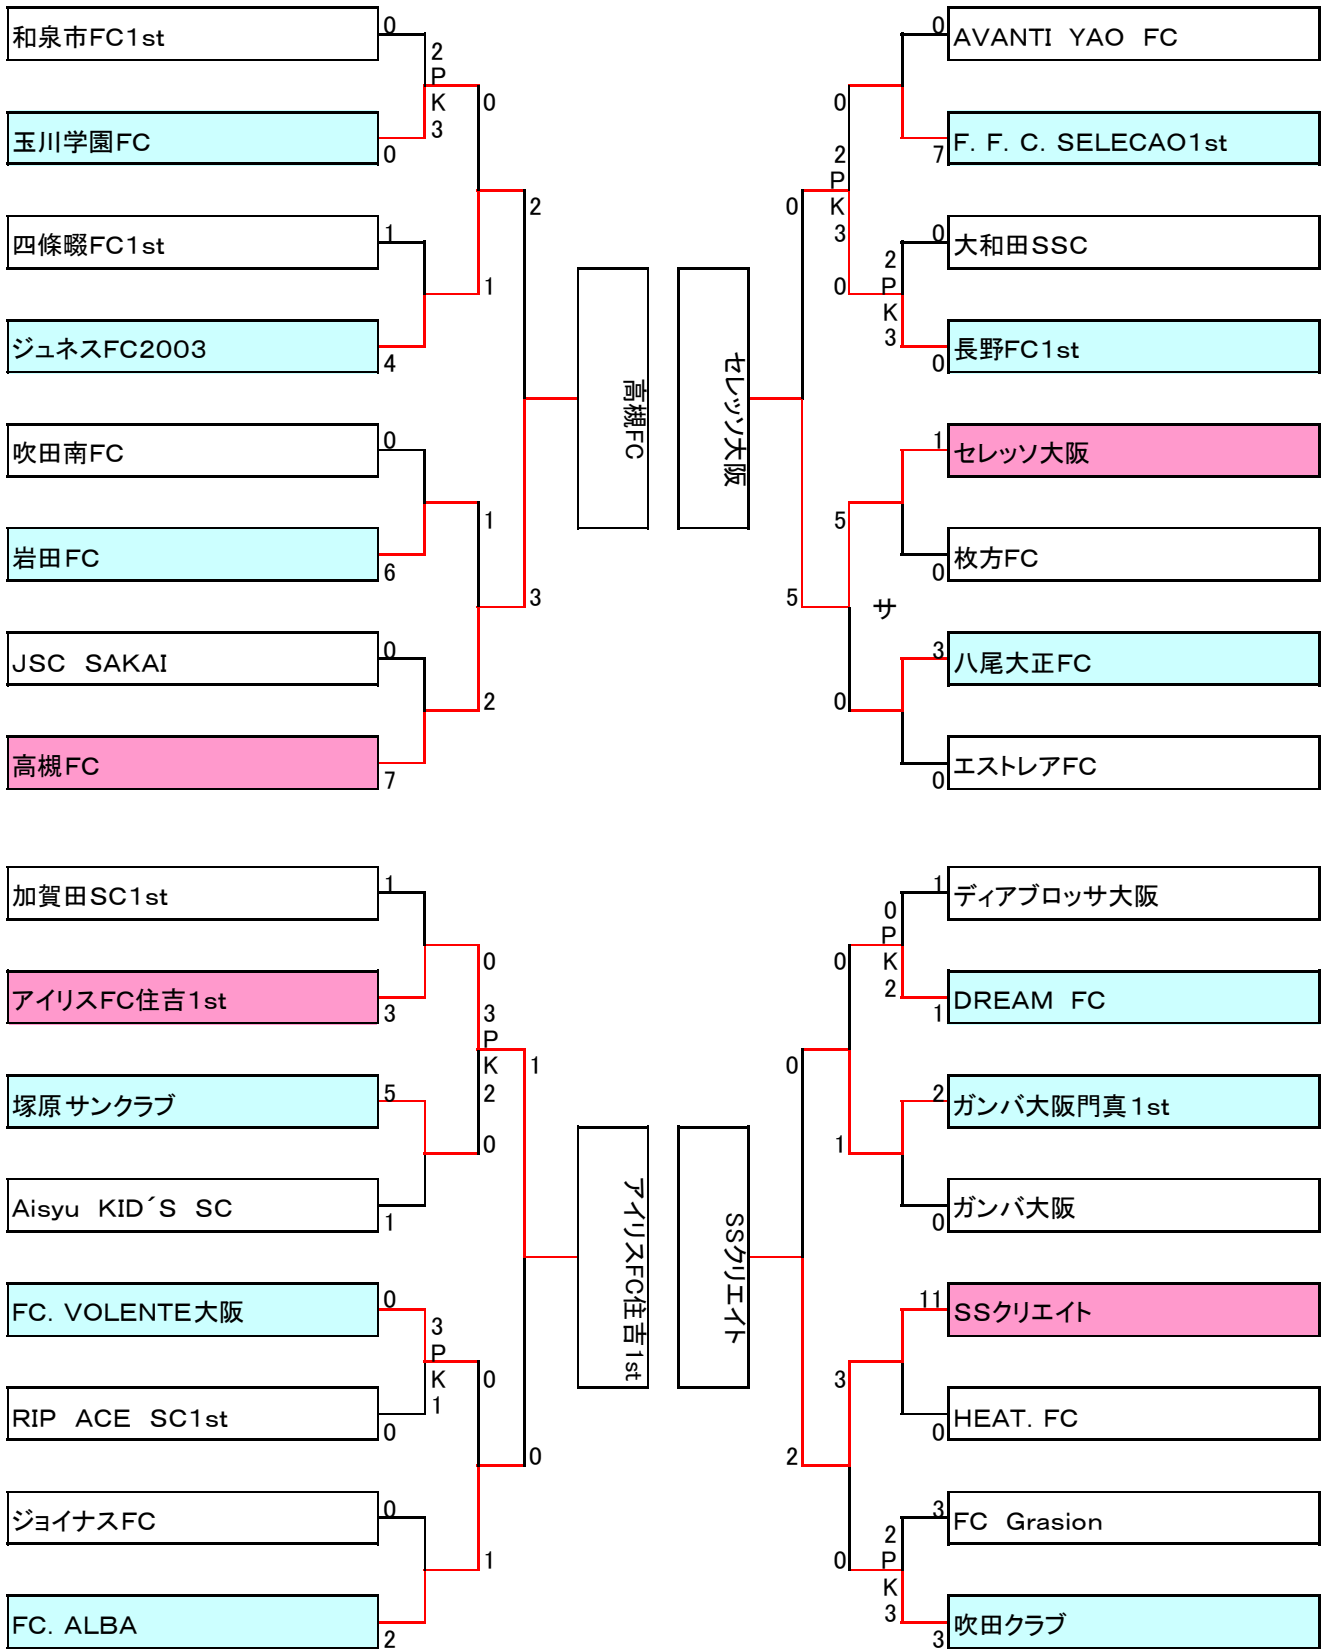 和泉市FC1st
0
2
P
K
3
0
玉川学園FC
0
2
四條畷FC1st
1
1
ジュネスFC2003
4
高槻FC
吹田南FC
0
1
岩田FC
6
3
JSC SAKAI
0
2
高槻FC
7
0
AVANTI YAO FC
0
2
P
K
3
7
F. F. C. SELECAO1st
0
0
大和田SSC
2
P
K
3
0
0
長野FC1st
セレッソ大阪
1
セレッソ大阪
5
0
枚方FC
5
サ
3
八尾大正FC
0
0
エストレアFC
加賀田SC1st
1
0
アイリスFC住吉1st
3
3
P
K
2
1
塚原サンクラブ
5
0
Aisyu KID´S SC
1
アイリスFC住吉1st
FC. VOLENTE大阪
0
3
P
K
1
0
RIP ACE SC1st
0
0
ジョイナスFC
0
1
FC. ALBA
2
1
ディアブロッサ大阪
0
P
K
2
0
1
DREAM FC
0
2
ガンバ大阪門真1st
1
0
ガンバ大阪
SSクリエイト
11
SSクリエイト
3
0
HEAT. FC
2
3
FC Grasion
2
P
K
3
0
3
吹田クラブ